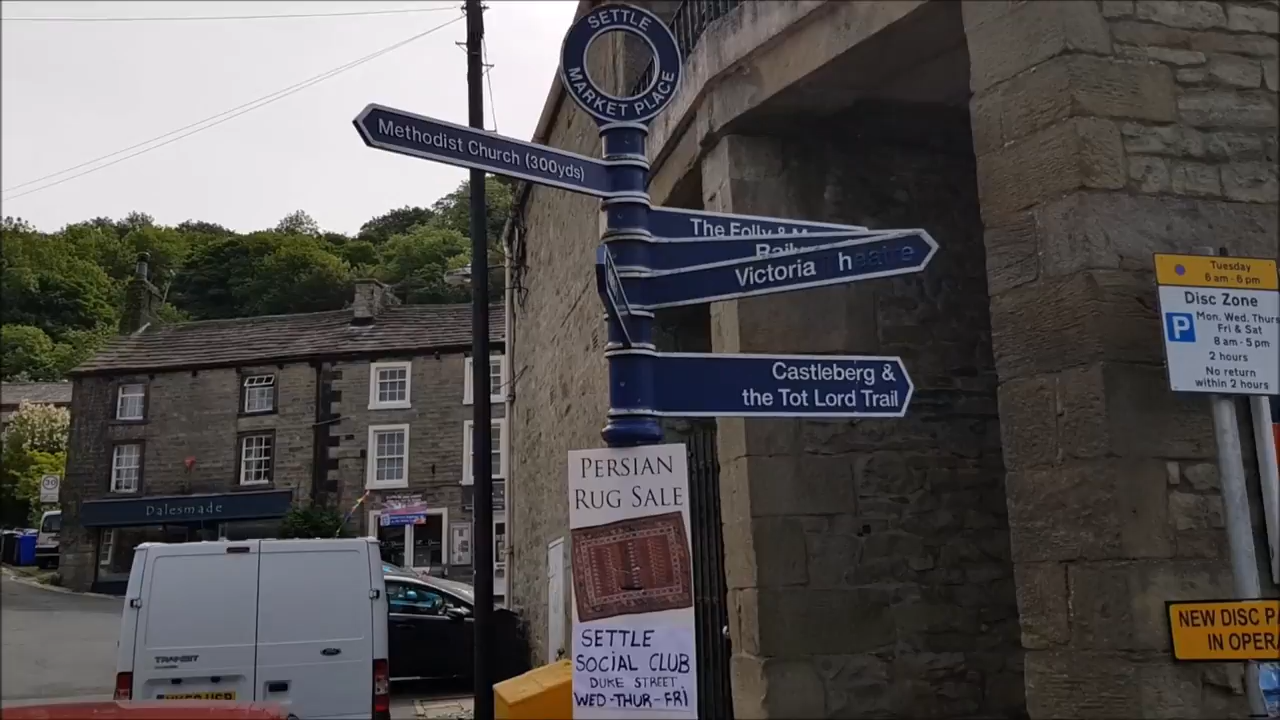 SETTLE
MARKET PLACE
Methodist Church (300yds)
The Folly &
Victoria
Castleberg &
the Tot Lord Trail
PERSIAN
RUG SALE
SETTLE
SOCIAL CLUB
DUKE STREET
WED-THUR-FRI
Tuesday
6am-6pm
Disc Zone
P
Mon. Wed. Thurs
Fri & Sat
8am-5pm
2 hours
No return
within 2 hours
NEW DISC
IN
Dalesmade
30
TRANSIT
Ford